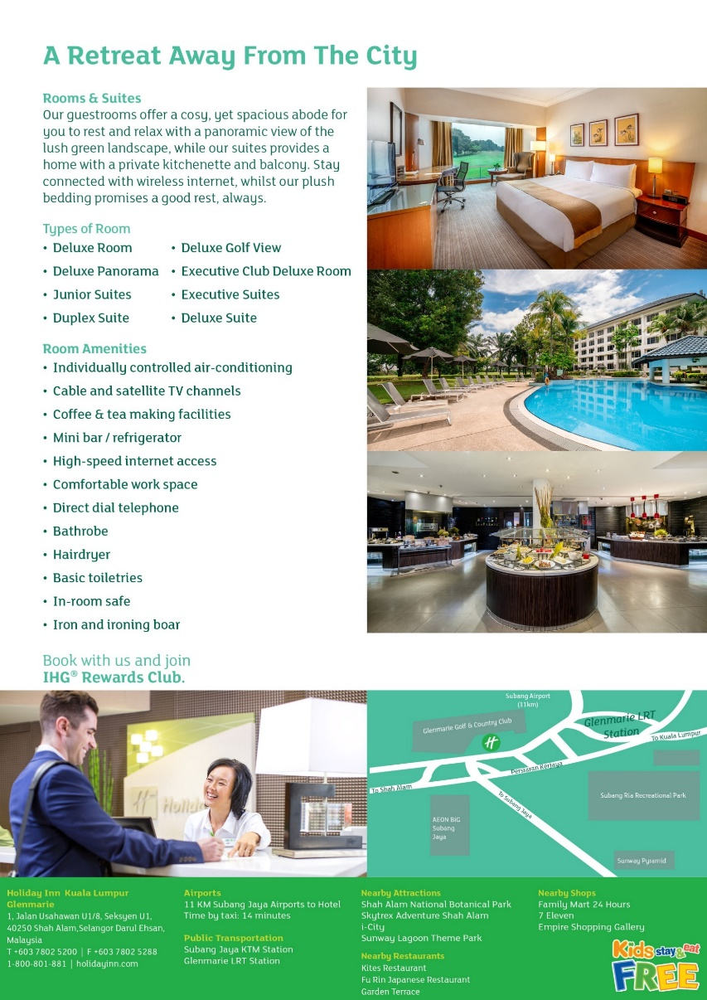 A Retreat Away From The City
Rooms & Suites
Our guestrooms offer a cosy, yet spacious abode for
you to rest and relax with a panoramic view of the
lush green landscape, while our suites provides a
home with a private kitchenette and balcony. Stay
connected with wireless internet, whilst our plush
bedding promises a good rest, always.
Types of Room
• Deluxe Room
• Deluxe Panorama
• Junior Suites
• Duplex Suite
• Deluxe Golf View
• Executive Club Deluxe Room
• Executive Suites
• Deluxe Suite
Room Amenities
• Individually controlled air-conditioning
• Cable and satellite TV channels
• Coffee & tea making facilities
• Mini bar / refrigerator
• High-speed internet access
• Comfortable work space
• Direct dial telephone
• Bathrobe
• Hairdryer
• Basic toiletries
• In-room safe
• Iron and ironing boar
Book with us and join
IHG® Rewards Club.
H Holida
Subang Airport
(11km)
Glenmarie Golf & Country Club
Glenmarie LRT
Station
H
To Kuala Lumpur
Persiaran Kerjaya
To Shah Alam
To Subang Jaya
Subang Ria Recreational Park
AEON BiG
Subang
Jaya
Sunway Pyramid
Holiday Inn Kuala Lumpur
Glenmarie
1, Jalan Usahawan U1/8, Seksyen U1,
40250 Shah Alam,Selangor Darul Ehsan,
Malaysia
T +603 7802 5200 | F +603 7802 5288
1-800-801-881 | holidayinn.com
Airports
11 KM Subang Jaya Airports to Hotel
Time by taxi: 14 minutes
Public Transportation
Subang Jaya KTM Station
Glenmarie LRT Station
Nearby Attractions
Shah Alam National Botanical Park
Skytrex Adventure Shah Alam
i-City
Sunway Lagoon Theme Park
Nearby Restaurants
Kites Restaurant
Fu Rin Japanese Restaurant
Garden Terrace
Nearby Shops
Family Mart 24 Hours
7 Eleven
Empire Shopping Gallery
Kids stay & eat
FREE